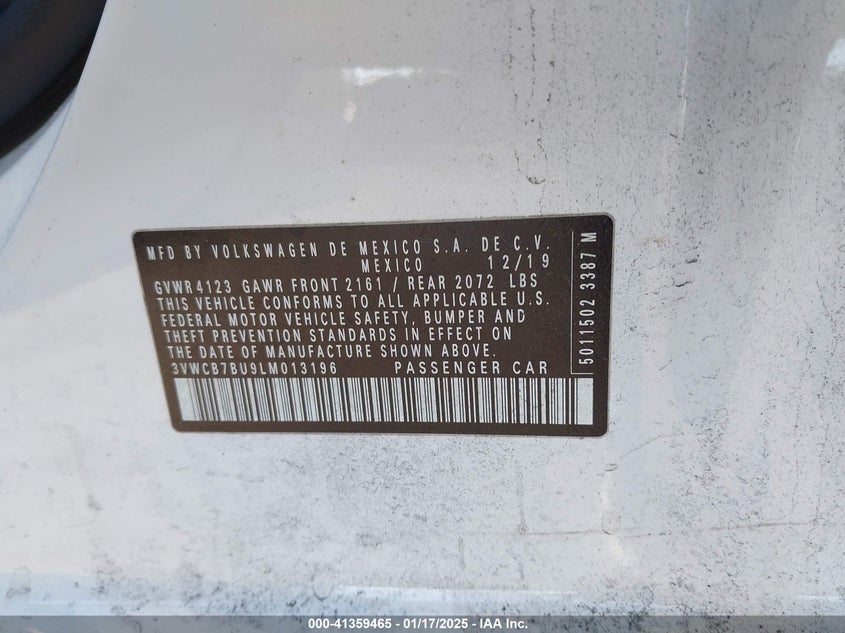 MFD BY VOLKSWAGEN DE MEXICO S.A. DE C.V.
MEXICO 12/19
GVWR 4123 GAWR FRONT 2161 / REAR 2072 LBS
THIS VEHICLE CONFORMS TO ALL APPLICABLE U.S.
FEDERAL MOTOR VEHICLE SAFETY, BUMPER AND
THEFT PREVENTION STANDARDS IN EFFECT ON
THE DATE OF MANUFACTURE SHOWN ABOVE.
3VWCB7BU9LM013196 PASSENGER CAR
5011502 3387 M
000-41359465 - 01/17/2025 - IAA Inc.